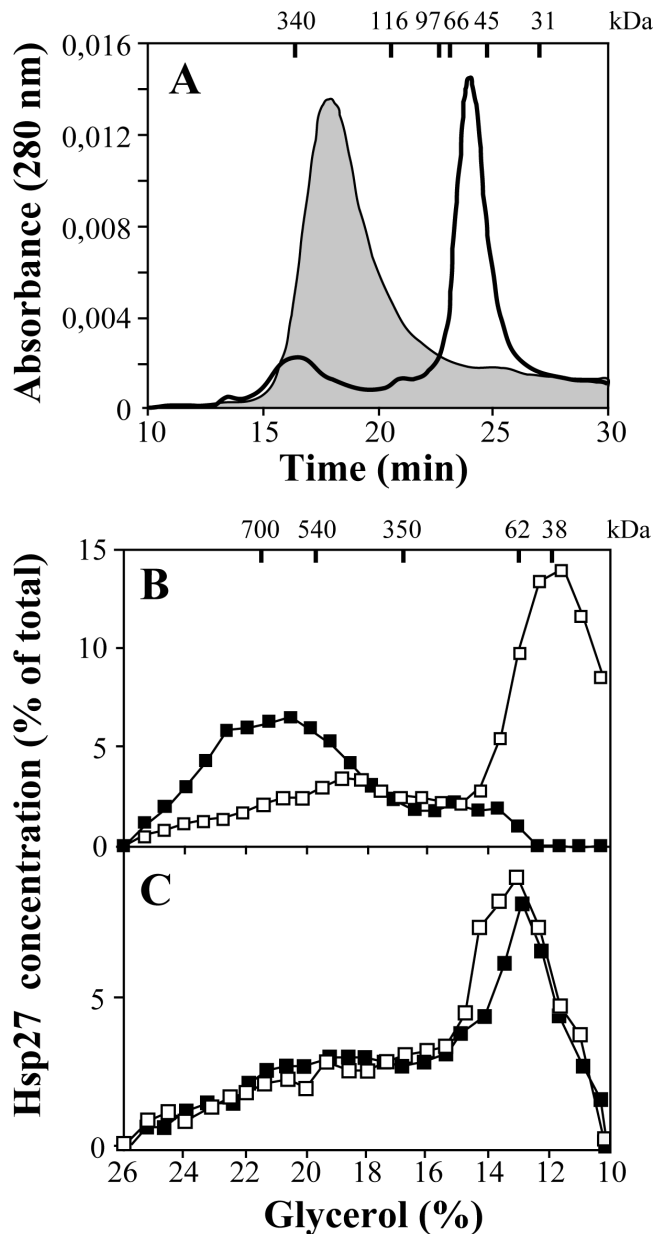 340 116 97 66 45 31 kDa
0,016
A
0,012
0,008
0,004
0
Absorbance (280 nm)
10 15 20 25 30
Time (min)
700 540 350 62 38 kDa
15
B
10
5
0
C
5
0
Hsp27 concentration (% of total)
26 24 22 20 18 16 14 12 10
Glycerol (%)